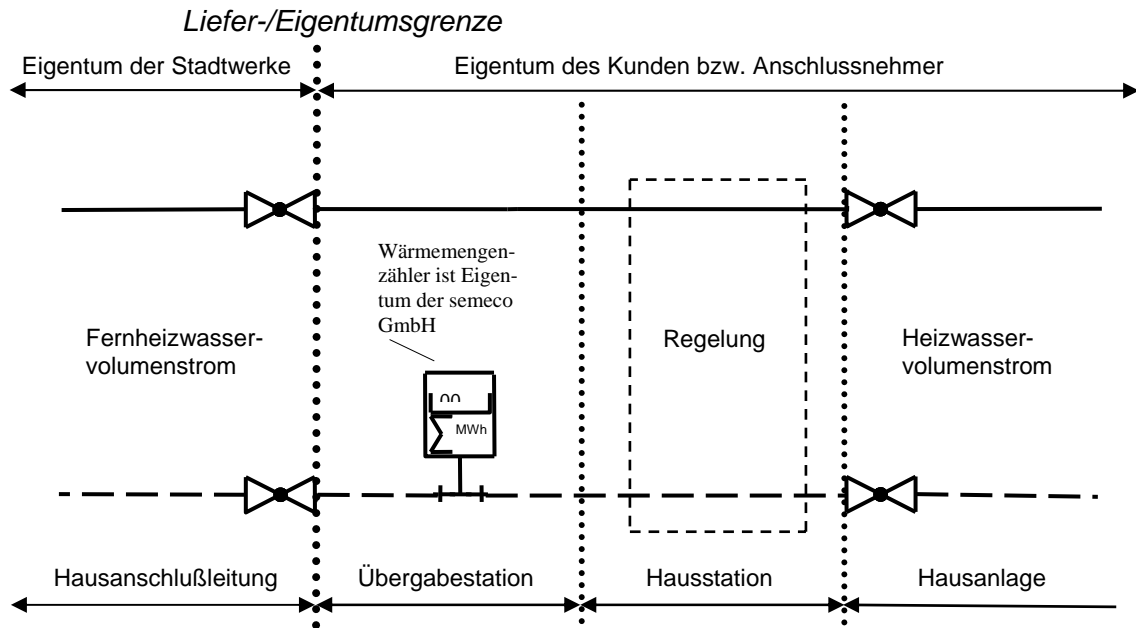 Liefer-/Eigentumsgrenze
Eigentum der Stadtwerke
Eigentum des Kunden bzw. Anschlussnehmer
Wärmemengen-
zähler ist Eigen-
tum der semeco
GmbH
Fernheizwasser-
volumenstrom
Regelung
Heizwasser-
volumenstrom
00
MWh
Hausanschlußleitung
Übergabestation
Hausstation
Hausanlage